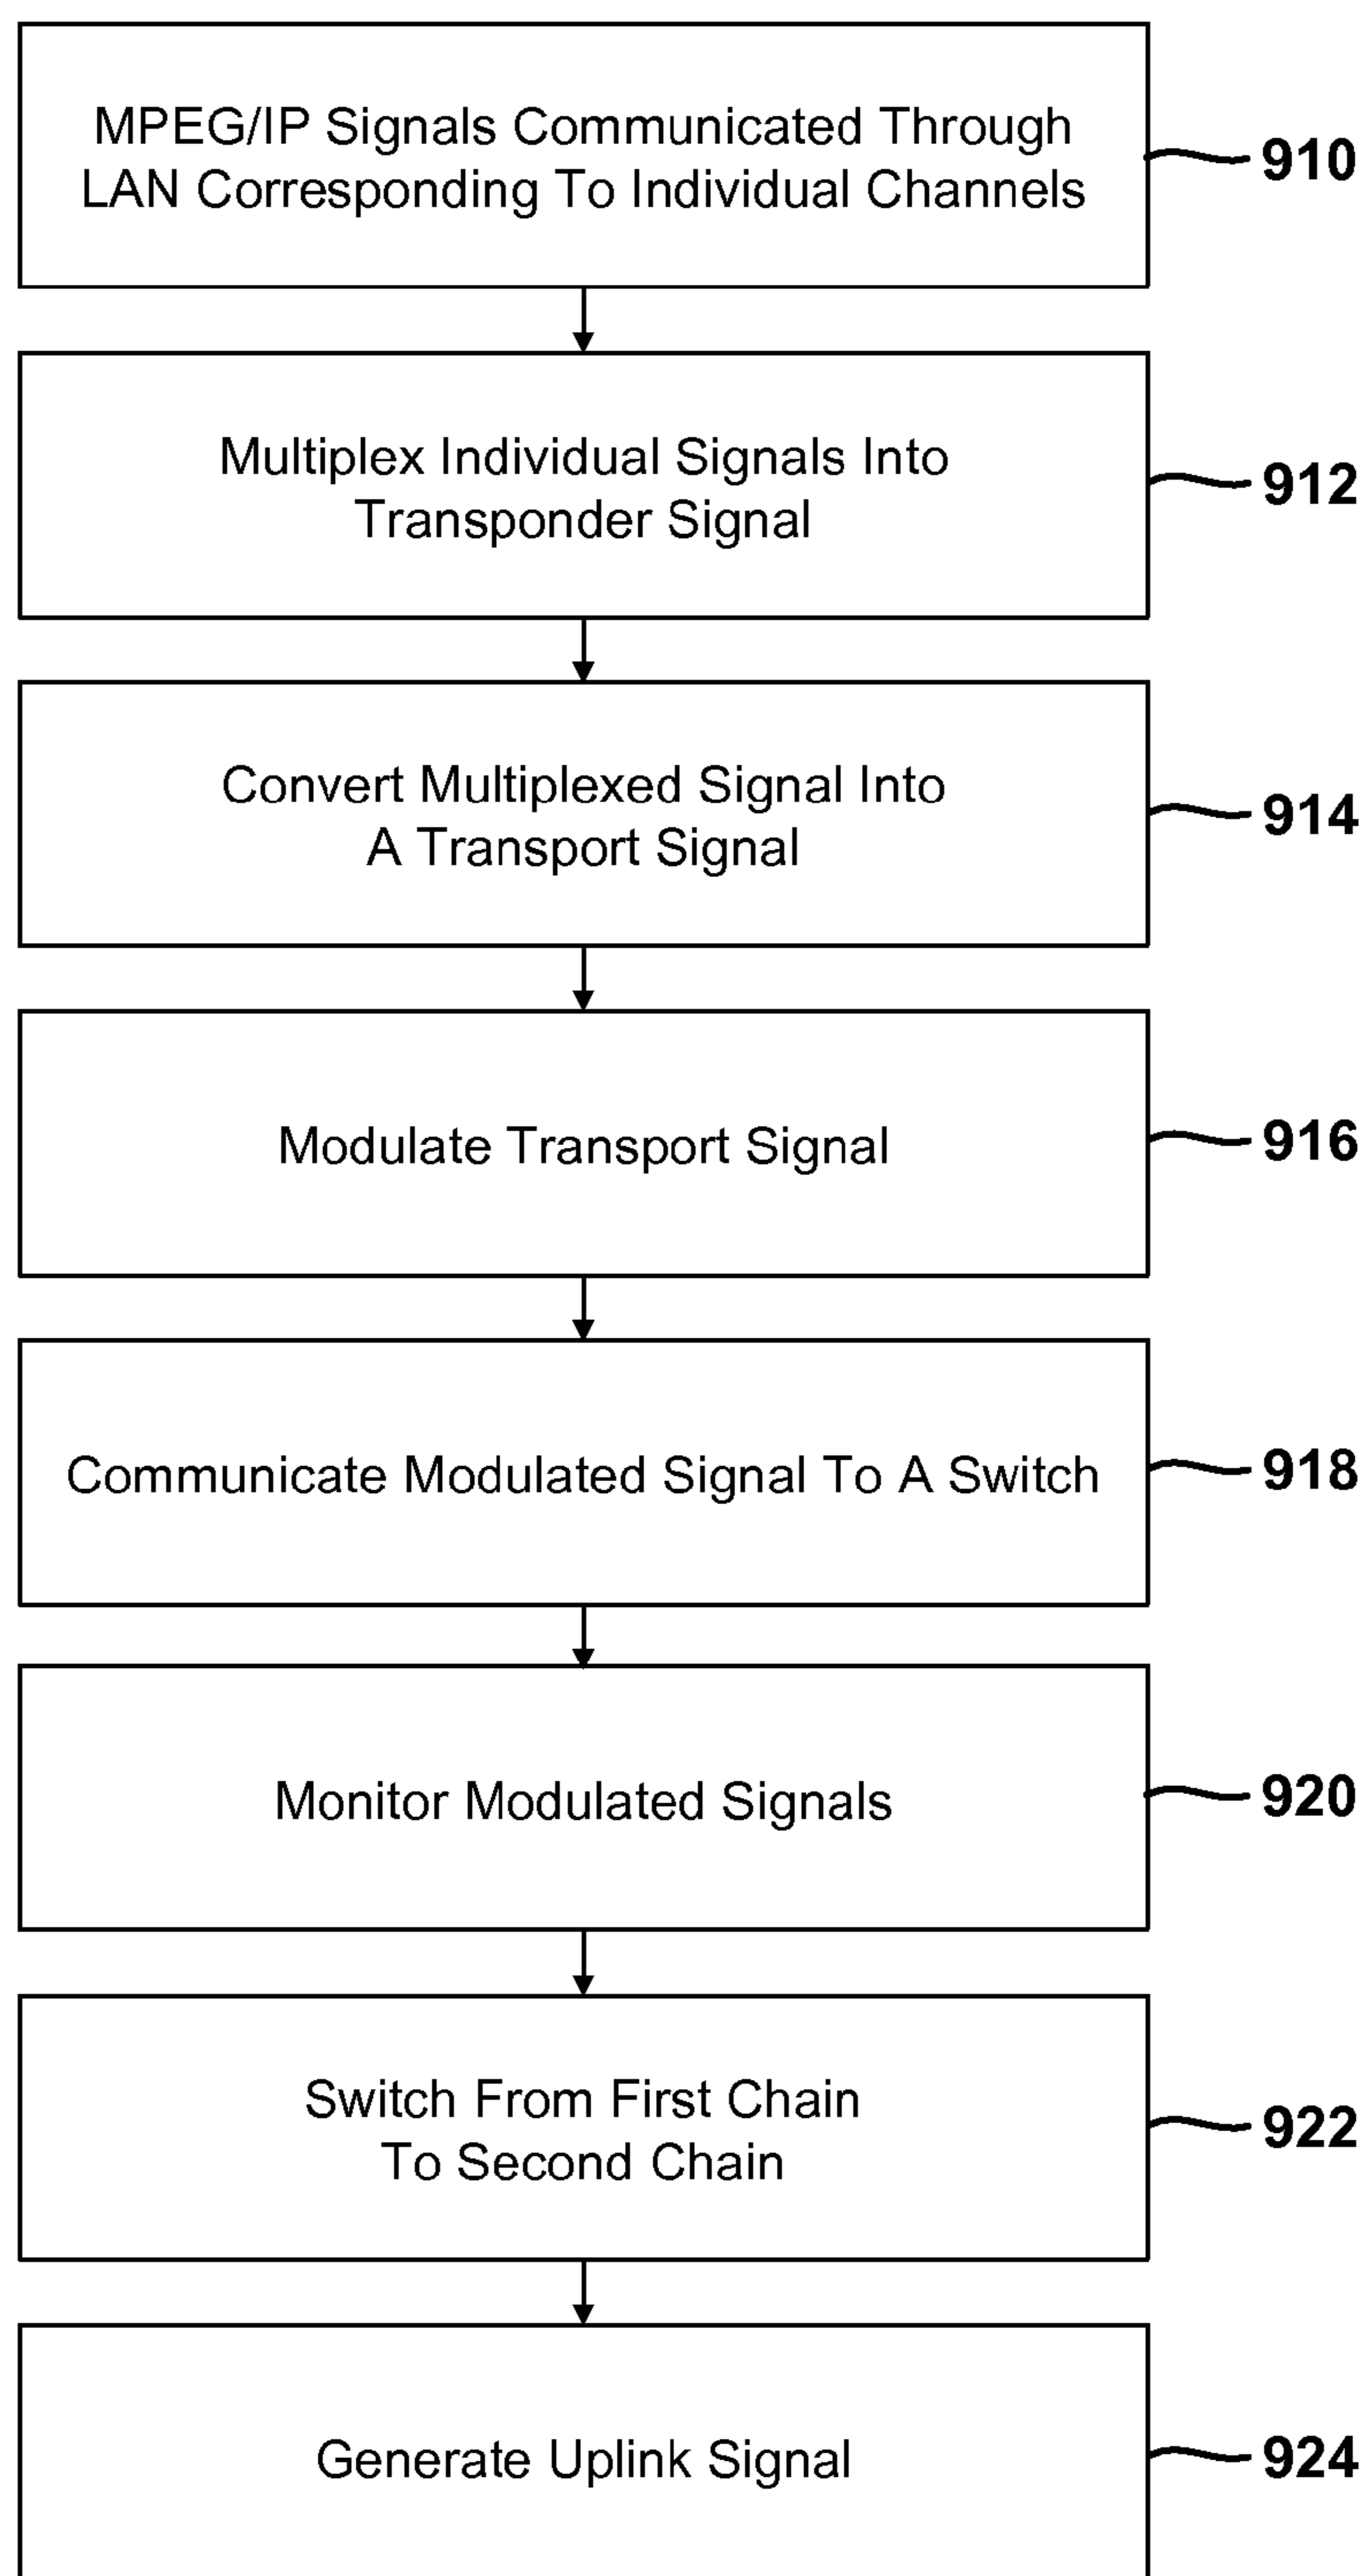 MPEG/IP Signals Communicated Through
LAN Corresponding To Individual Channels
910
Multiplex Individual Signals Into
Transponder Signal
912
Convert Multiplexed Signal Into
A Transport Signal
914
Modulate Transport Signal
916
Communicate Modulated Signal To A Switch
918
Monitor Modulated Signals
920
Switch From First Chain
To Second Chain
922
Generate Uplink Signal
924